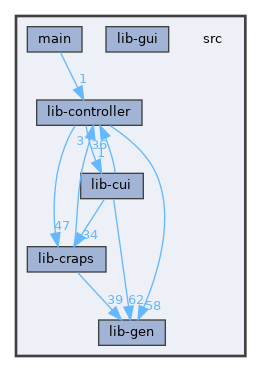 main
lib-gui
src
1
lib-controller
3
36
1
lib-cui
47
34
lib-craps
39
62
58
lib-gen